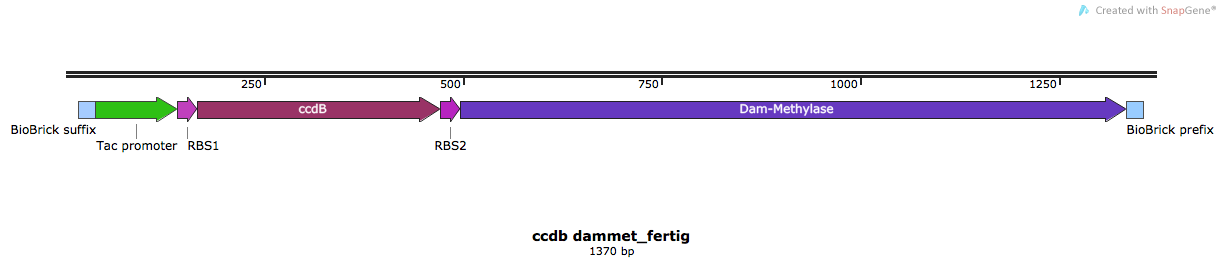 Created with SnapGene®
250 500 750 1000 1250
ccdB Dam-Methylase
BioBrick suffix BioBrick prefix
Tac promoter RBS1 RBS2
ccdb dammet_fertig
1370 bp